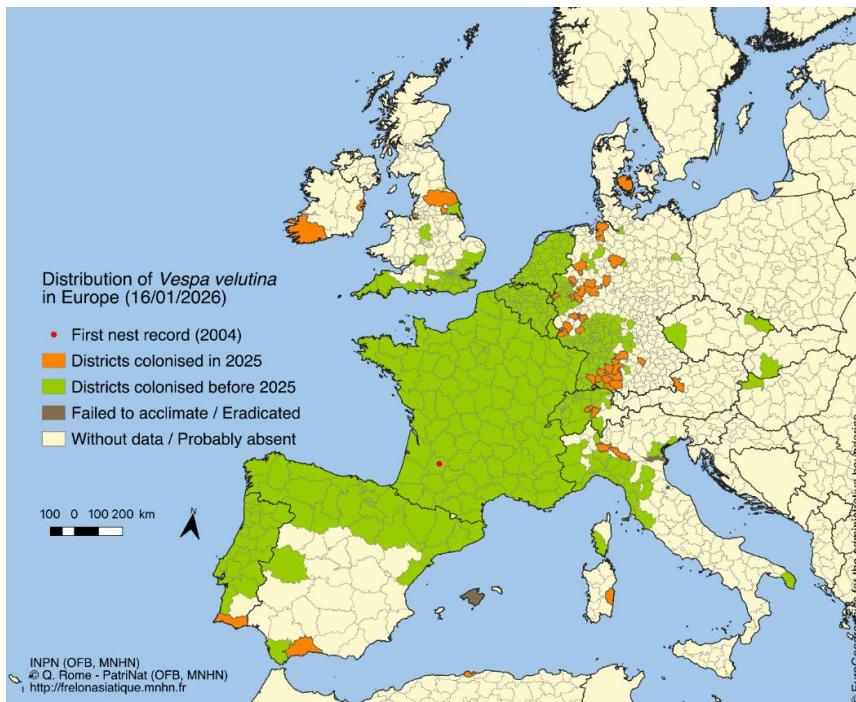 Distribution of Vespa velutina
in Europe (16/01/2026)
First nest record (2004)
Districts colonised in 2025
Districts colonised before 2025
Failed to acclimate / Eradicated
Without data / Probably absent
100 0 100 200 km
N
INPN (OFB, MNHN)
© Q. Rome - PatriNat (OFB, MNHN)
http://frelonasiatique.mnhn.fr